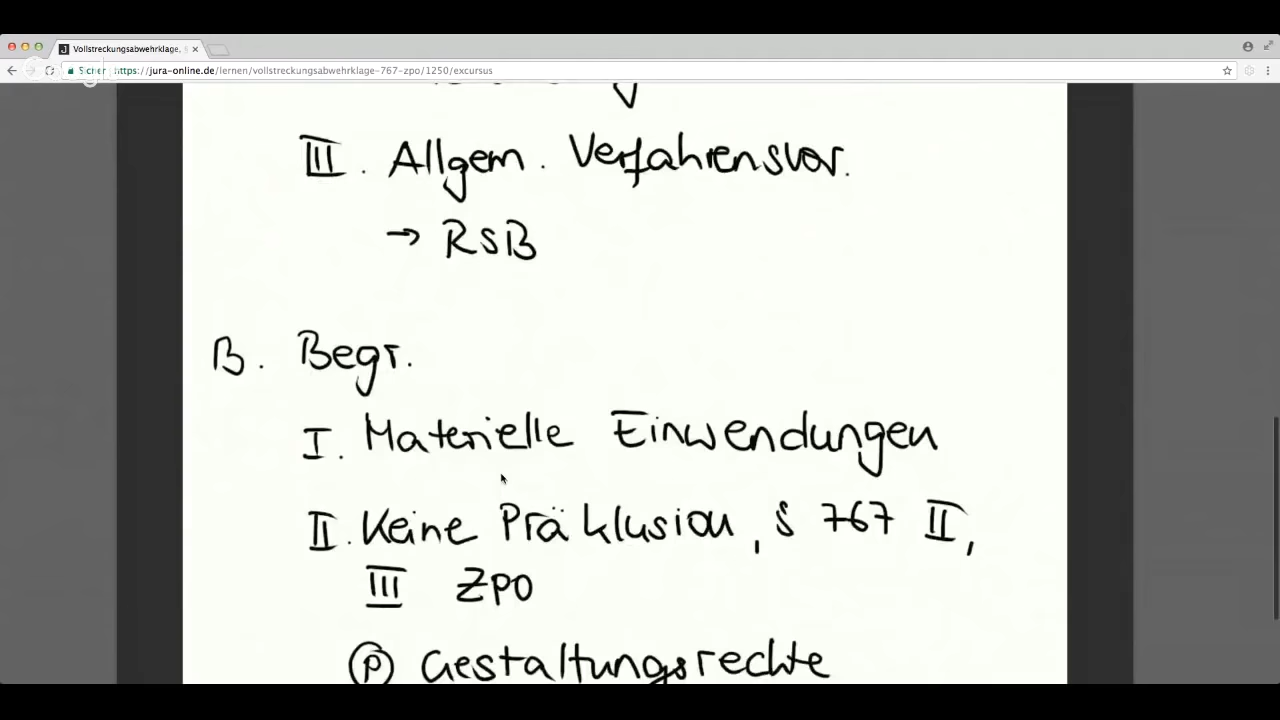 Vollstreckungsabwehrklage, §
Sicher https://jura-online.de/lernen/vollstreckungsabwehrklage-767-zpo/1250/excursus
III. Allgem. Verfahrensvor.
→ RSB
B. Begr.
I. Materielle Einwendungen
II. Keine Präklusion, § 767 II,
III ZPO
(P) Gestaltungsrechte